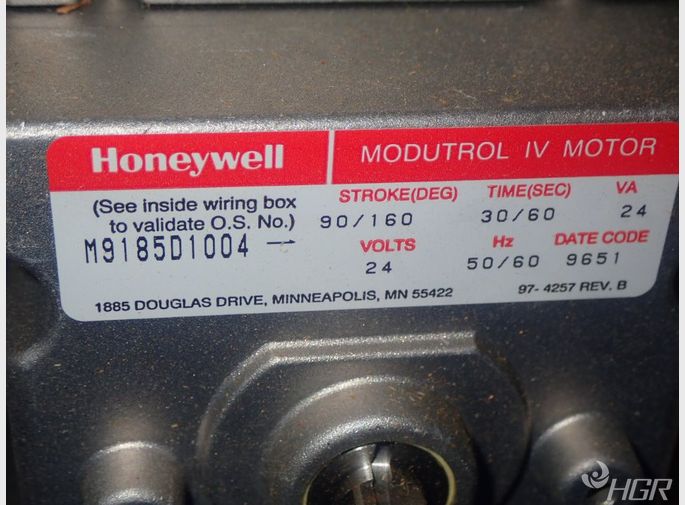 Honeywell
MODUTROL IV MOTOR
(See inside wiring box
to validate O.S. No.)
M9185D1004 →
STROKE(DEG) TIME(SEC) VA
90/160 30/60 24
VOLTS Hz DATE CODE
24 50/60 9651
1885 DOUGLAS DRIVE, MINNEAPOLIS, MN 55422
97-4257 REV. B
HGR